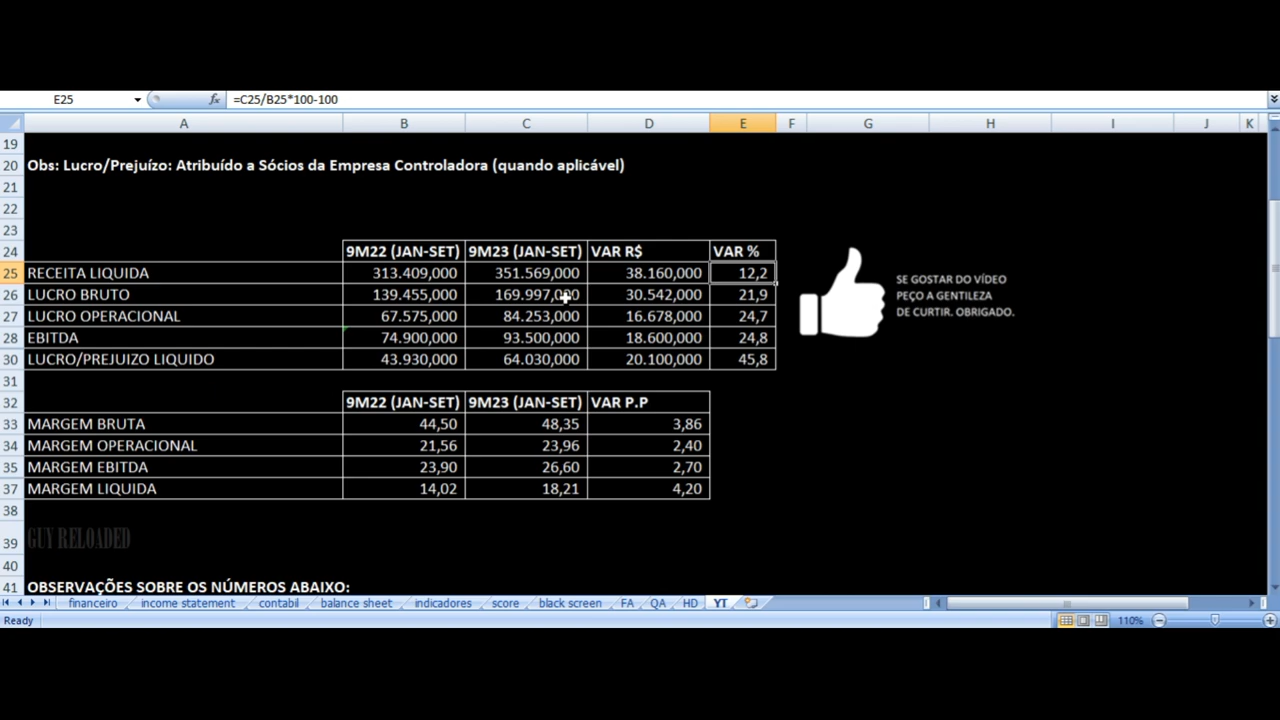 E25 fx =C25/B25*100-100
A B C D E F G H I J K
19
20 Obs: Lucro/Prejuízo: Atribuído a Sócios da Empresa Controladora (quando aplicável)
21
22
23
24 9M22 (JAN-SET) 9M23 (JAN-SET) VAR R$ VAR %
25 RECEITA LIQUIDA 313.409,000 351.569,000 38.160,000 12,2
26 LUCRO BRUTO 139.455,000 169.997,000 30.542,000 21,9
27 LUCRO OPERACIONAL 67.575,000 84.253,000 16.678,000 24,7
28 EBITDA 74.900,000 93.500,000 18.600,000 24,8
30 LUCRO/PREJUIZO LIQUIDO 43.930,000 64.030,000 20.100,000 45,8
SE GOSTAR DO VÍDEO
PEÇO A GENTILEZA
DE CURTIR. OBRIGADO.
31
32 9M22 (JAN-SET) 9M23 (JAN-SET) VAR P.P
33 MARGEM BRUTA 44,50 48,35 3,86
34 MARGEM OPERACIONAL 21,56 23,96 2,40
35 MARGEM EBITDA 23,90 26,60 2,70
37 MARGEM LIQUIDA 14,02 18,21 4,20
38
39 GUY RELOADED
40
41 OBSERVAÇÕES SOBRE OS NÚMEROS ABAIXO:
financeiro income statement contabil balance sheet indicadores score black screen FA QA HD YT
Ready 110%